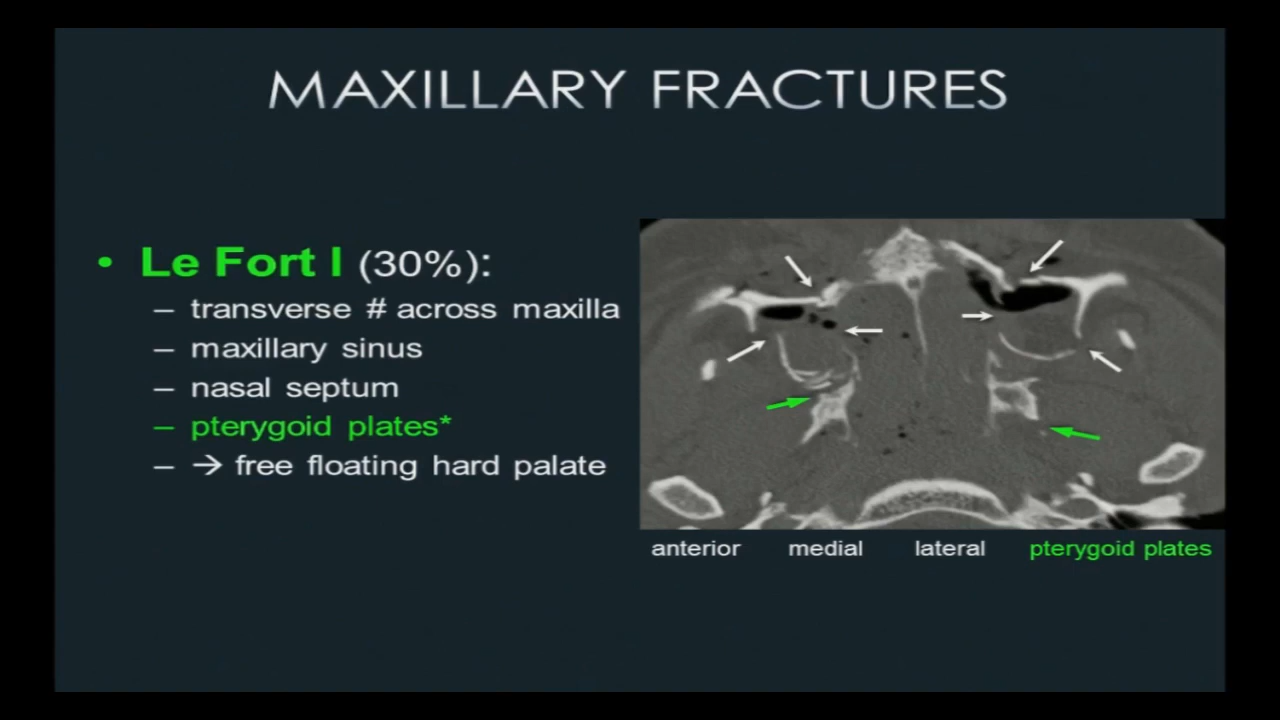 MAXILLARY FRACTURES
• Le Fort I (30%):
– transverse # across maxilla
– maxillary sinus
– nasal septum
– pterygoid plates*
– → free floating hard palate
anterior medial lateral pterygoid plates